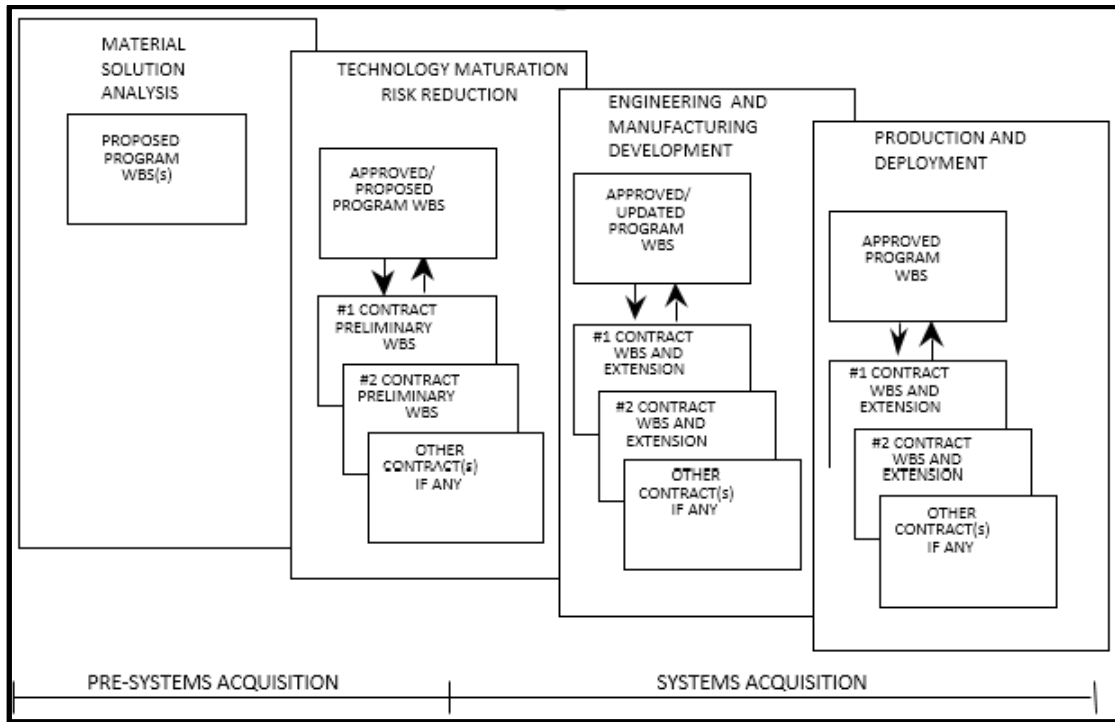 MATERIAL
SOLUTION
ANALYSIS
PROPOSED
PROGRAM
WBS(s)
TECHNOLOGY MATURATION
RISK REDUCTION
APPROVED/
PROPOSED
PROGRAM WBS
#1 CONTRACT
PRELIMINARY
WBS
#2 CONTRACT
PRELIMINARY
WBS
OTHER
CONTRACT(s)
IF ANY
ENGINEERING AND
MANUFACTURING
DEVELOPMENT
APPROVED/
UPDATED
PROGRAM
WBS
#1 CONTRACT
WBS AND
EXTENSION
#2 CONTRACT
WBS AND
EXTENSION
OTHER
CONTRACT(s)
IF ANY
PRODUCTION AND
DEPLOYMENT
APPROVED
PROGRAM
WBS
#1 CONTRACT
WBS AND
EXTENSION
#2 CONTRACT
WBS AND
EXTENSION
OTHER
CONTRACT(s)
IF ANY
PRE-SYSTEMS ACQUISITION
SYSTEMS ACQUISITION